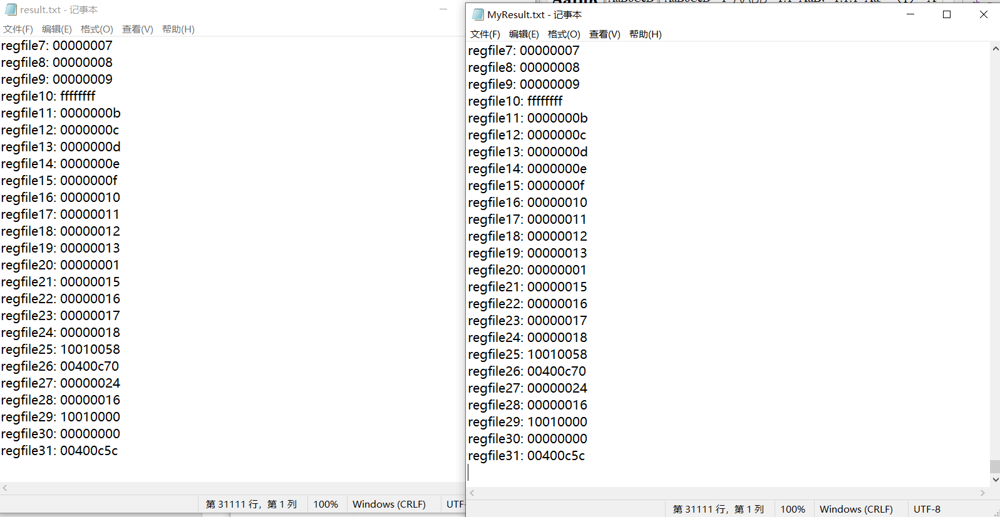 result.txt - 记事本
文件(F) 编辑(E) 格式(O) 查看(V) 帮助(H)
regfile7: 00000007
regfile8: 00000008
regfile9: 00000009
regfile10: ffffffff
regfile11: 0000000b
regfile12: 0000000c
regfile13: 0000000d
regfile14: 0000000e
regfile15: 0000000f
regfile16: 00000010
regfile17: 00000011
regfile18: 00000012
regfile19: 00000013
regfile20: 00000001
regfile21: 00000015
regfile22: 00000016
regfile23: 00000017
regfile24: 00000018
regfile25: 10010058
regfile26: 00400c70
regfile27: 00000024
regfile28: 00000016
regfile29: 10010000
regfile30: 00000000
regfile31: 00400c5c
第 31111 行，第 1 列 100% Windows (CRLF) UTF-
MyResult.txt - 记事本
文件(F) 编辑(E) 格式(O) 查看(V) 帮助(H)
regfile7: 00000007
regfile8: 00000008
regfile9: 00000009
regfile10: ffffffff
regfile11: 0000000b
regfile12: 0000000c
regfile13: 0000000d
regfile14: 0000000e
regfile15: 0000000f
regfile16: 00000010
regfile17: 00000011
regfile18: 00000012
regfile19: 00000013
regfile20: 00000001
regfile21: 00000015
regfile22: 00000016
regfile23: 00000017
regfile24: 00000018
regfile25: 10010058
regfile26: 00400c70
regfile27: 00000024
regfile28: 00000016
regfile29: 10010000
regfile30: 00000000
regfile31: 00400c5c
第 31111 行，第 1 列 100% Windows (CRLF) UTF-8